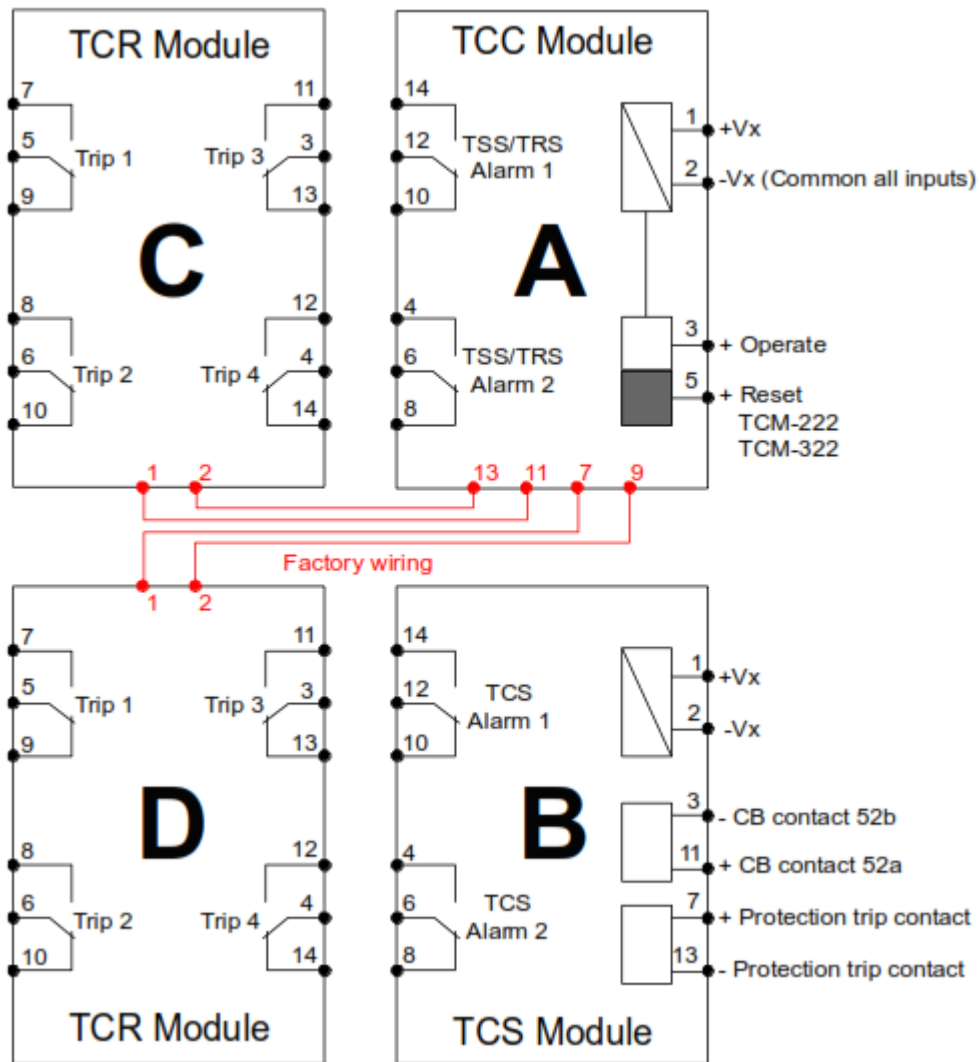 TCR Module
7
11
5
Trip 1
Trip 3
3
9
13
C
8
12
6
Trip 2
Trip 4
4
10
14
1
2
TCC Module
14
1
+Vx
12
TSS/TRS
Alarm 1
2
-Vx (Common all inputs)
10
A
4
3
+ Operate
6
TSS/TRS
Alarm 2
5
+ Reset
TCM-222
TCM-322
8
13
11
7
9
Factory wiring
1
2
7
11
5
Trip 1
Trip 3
3
9
13
D
8
12
6
Trip 2
Trip 4
4
10
14
TCR Module
14
1
+Vx
12
TCS
Alarm 1
2
-Vx
10
B
3
- CB contact 52b
11
+ CB contact 52a
4
7
+ Protection trip contact
6
TCS
Alarm 2
13
- Protection trip contact
8
TCS Module